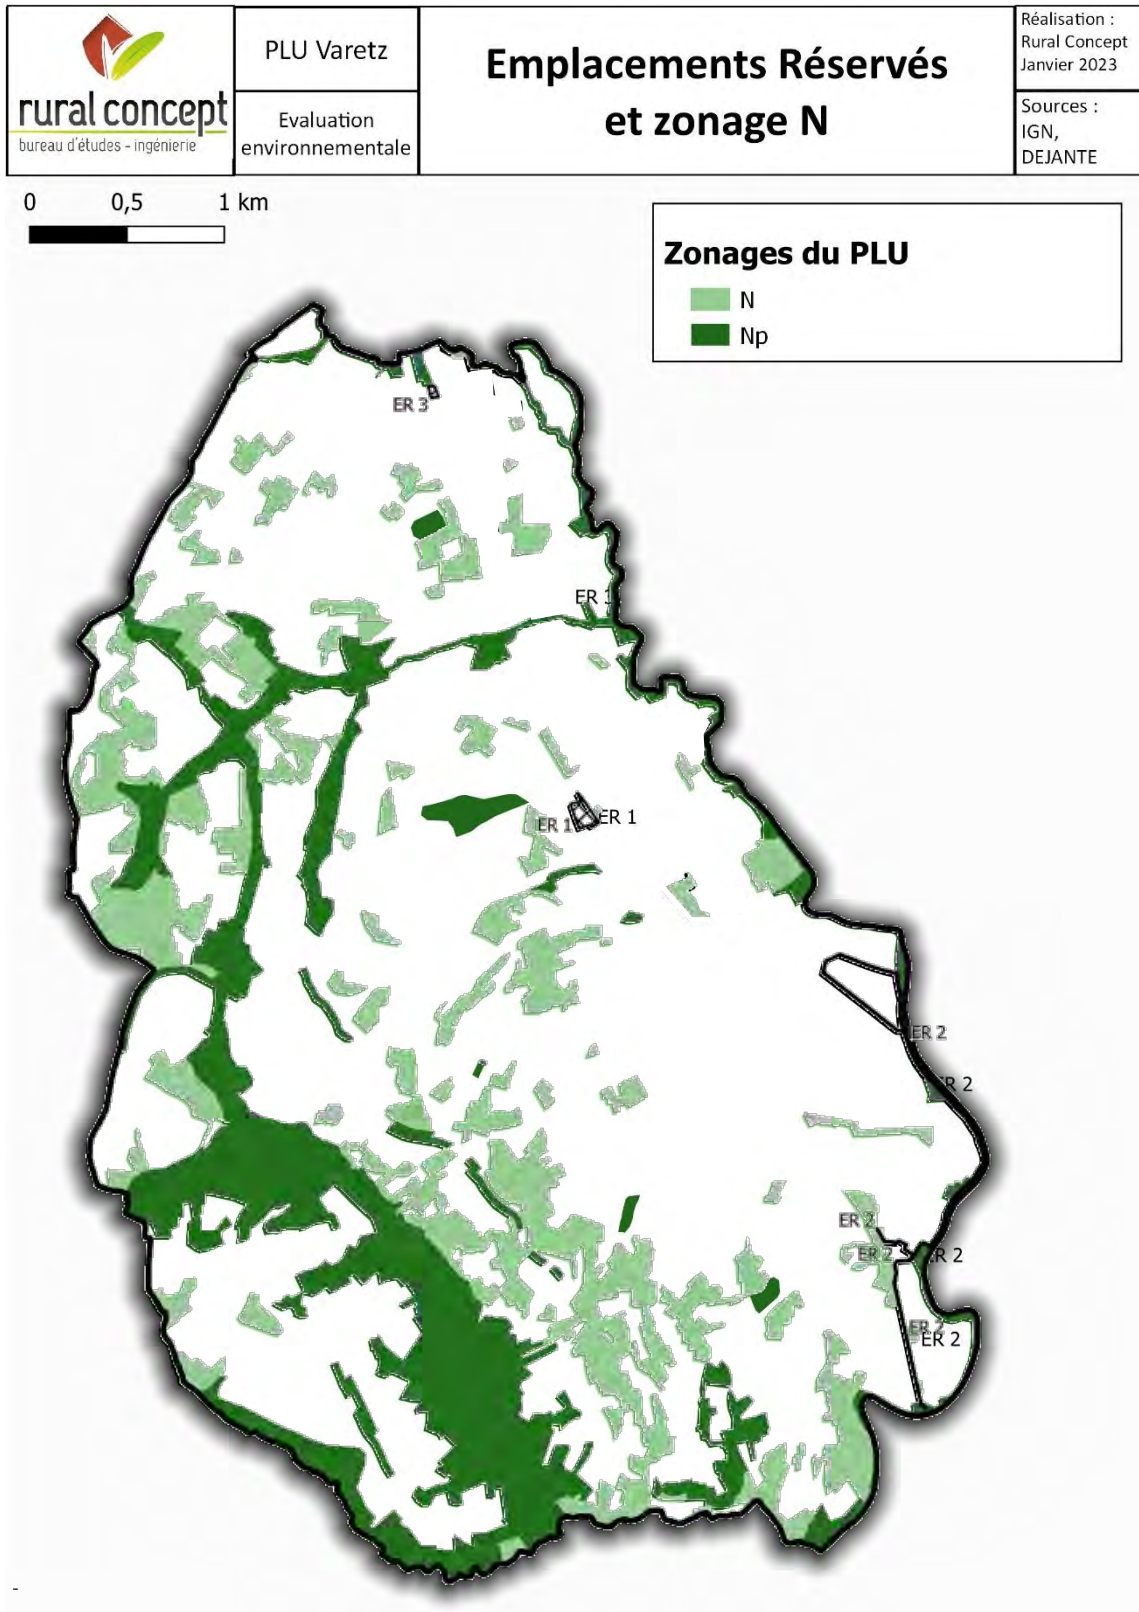 rural concept
bureau d'études - ingénierie
PLU Varetz
Evaluation
environnementale
Emplacements Réservés
et zonage N
Réalisation :
Rural Concept
Janvier 2023
Sources :
IGN,
DEJANTE
0 0,5 1 km
Zonages du PLU
N
Np
ER 3
ER 1
ER 1
ER 1
ER 2
ER 2
ER 2
ER 2
ER 2
ER 2
ER 2
-